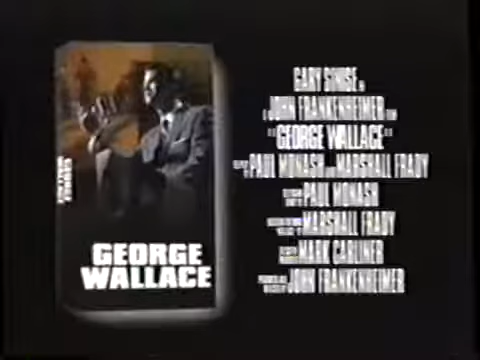 GEORGE
WALLACE
GARY SINISE
JOHN FRANKENHEIMER
"GEORGE WALLACE"
PAUL MONASH MARSHALL FRADY
PAUL MONASH
MARSHALL FRADY
MARK CARLINER
JOHN FRANKENHEIMER